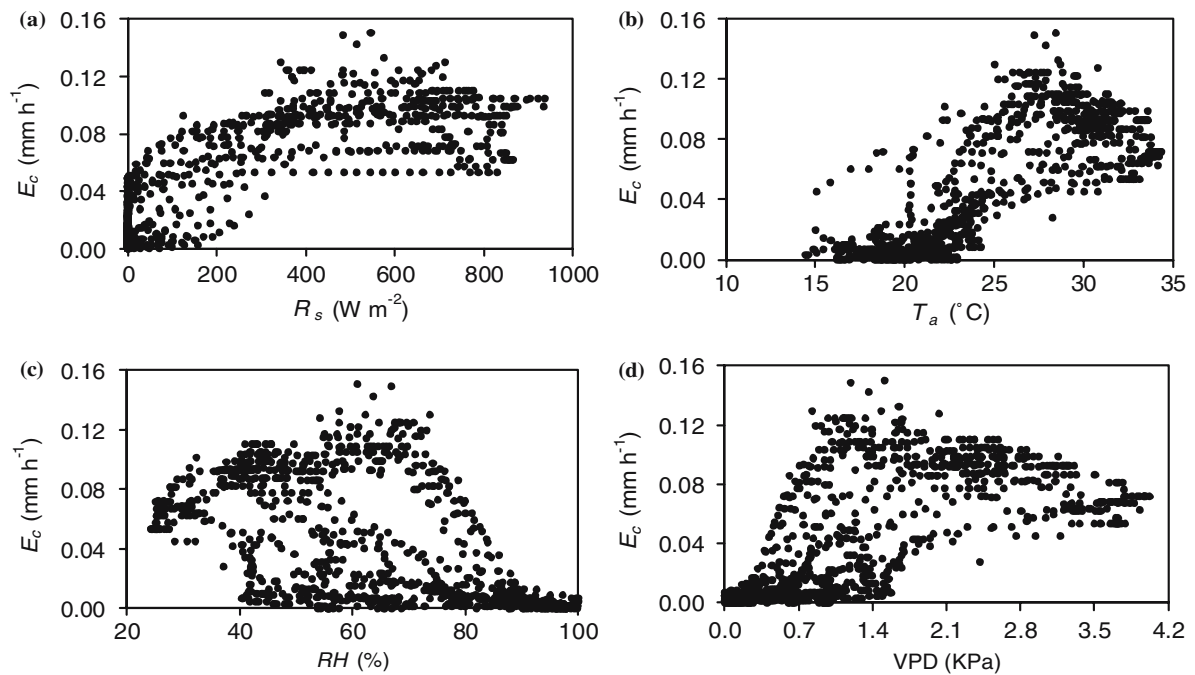 (a)
0.16
0.12
0.08
0.04
0.00
E_c (mm h⁻¹)
0 200 400 600 800 1000
R_s (W m⁻²)
(b)
0.16
0.12
0.08
0.04
0.00
E_c (mm h⁻¹)
10 15 20 25 30 35
T_a (°C)
(c)
0.16
0.12
0.08
0.04
0.00
E_c (mm h⁻¹)
20 40 60 80 100
RH (%)
(d)
0.16
0.12
0.08
0.04
0.00
E_c (mm h⁻¹)
0.0 0.7 1.4 2.1 2.8 3.5 4.2
VPD (KPa)